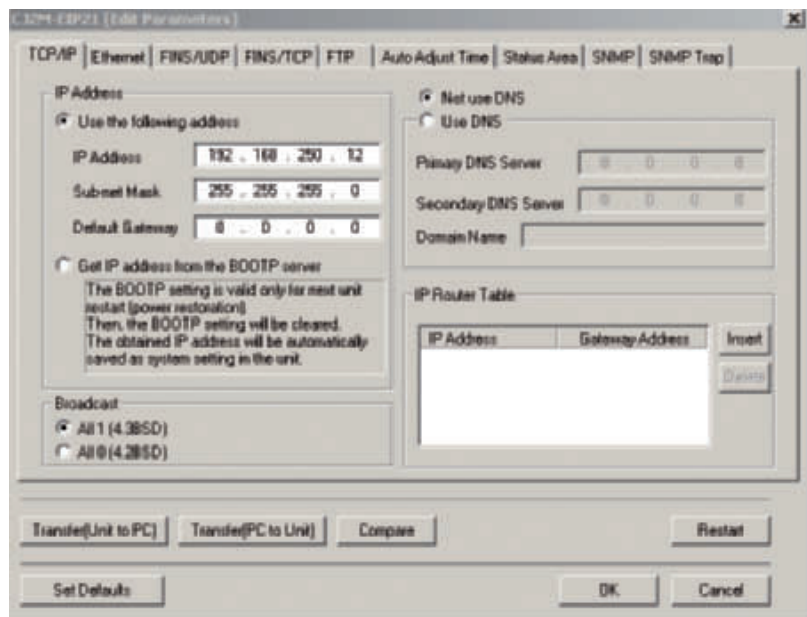 CJ2M-EIP21 [Edit Parameters]
TCP/IP
Ethernet
FINS/UDP
FINS/TCP
FTP
Auto Adjust Time
Status Area
SNMP
SNMP Trap
IP Address
Use the following address
IP Address 192 . 168 . 250 . 12
Subnet Mask 255 . 255 . 255 . 0
Default Gateway 0 . 0 . 0 . 0
Get IP address from the BOOTP server
The BOOTP setting is valid only for next unit
restart (power restoration).
Then, the BOOTP setting will be cleared.
The obtained IP address will be automatically
saved as system setting in the unit.
Broadcast
All 1 (4.3BSD)
All 0 (4.2BSD)
Not use DNS
Use DNS
Primary DNS Server 0 . 0 . 0 . 0
Secondary DNS Server 0 . 0 . 0 . 0
Domain Name
IP Router Table
IP Address Gateway Address
Insert
Delete
Transfer[Unit to PC]
Transfer[PC to Unit]
Compare
Restart
Set Defaults
OK
Cancel